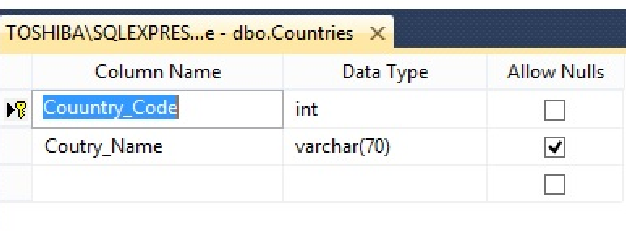 TOSHIBA\SQLEXPRES...e - dbo.Countries
Column Name Data Type Allow Nulls
Couuntry_Code int
Coutry_Name varchar(70)